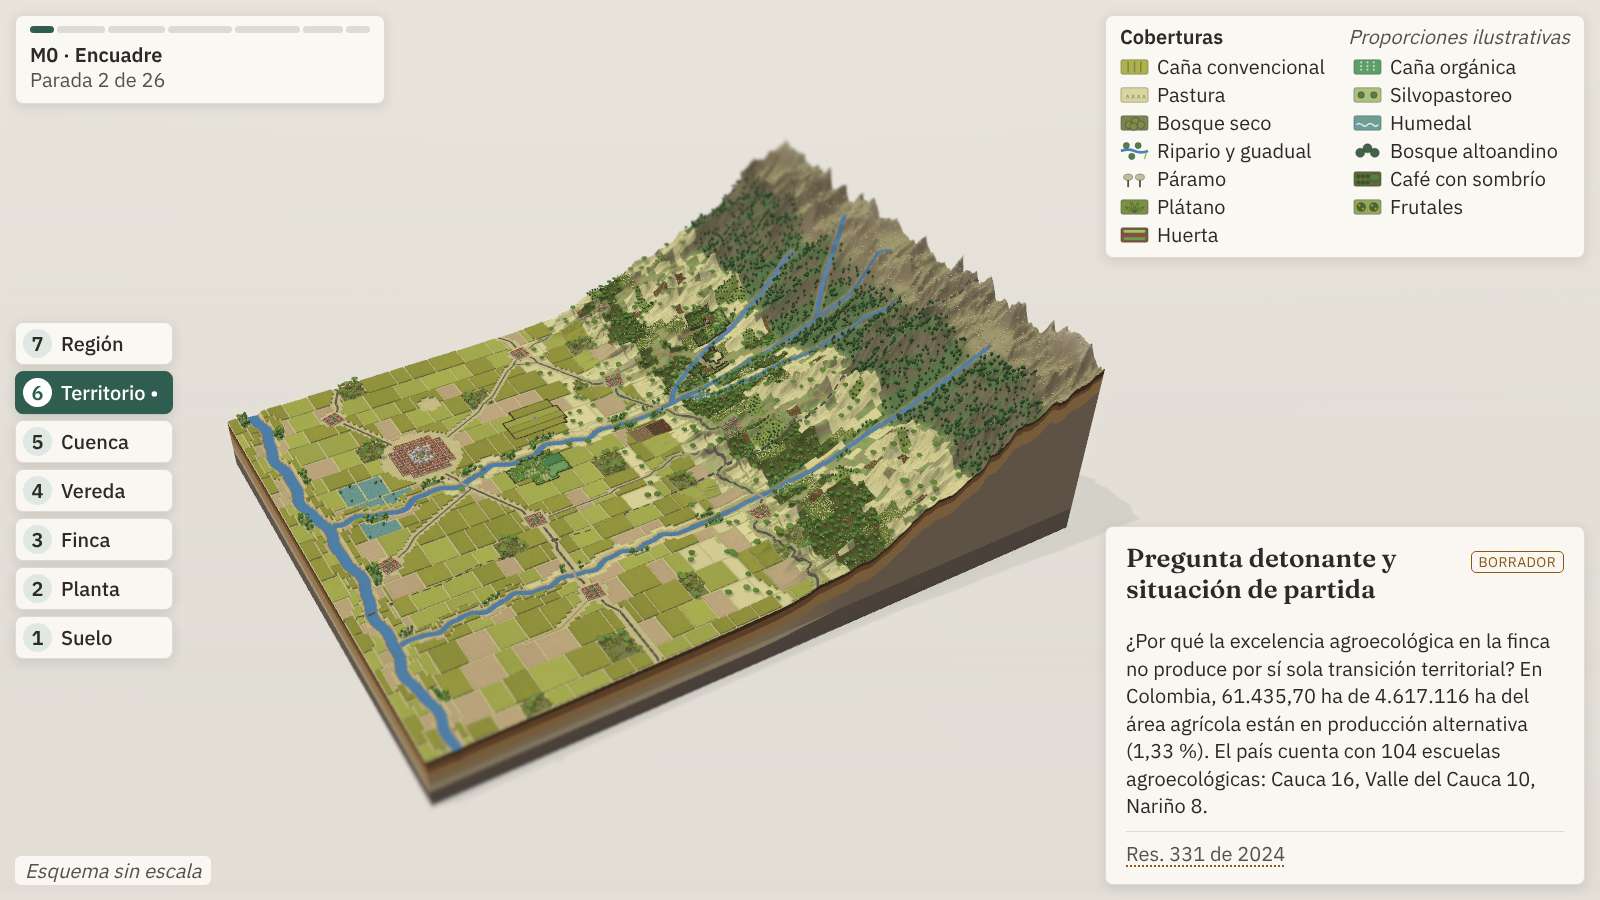 M0 · Encuadre
Parada 2 de 26
Coberturas
Proporciones ilustrativas
Caña convencional
Caña orgánica
Pastura
Silvopastoreo
Bosque seco
Humedal
Ripario y guadual
Bosque altoandino
Páramo
Café con sombrío
Plátano
Frutales
Huerta
7 Región
6 Territorio •
5 Cuenca
4 Vereda
3 Finca
2 Planta
1 Suelo
Pregunta detonante y
situación de partida
BORRADOR
¿Por qué la excelencia agroecológica en la finca
no produce por sí sola transición territorial? En
Colombia, 61.435,70 ha de 4.617.116 ha del
área agrícola están en producción alternativa
(1,33 %). El país cuenta con 104 escuelas
agroecológicas: Cauca 16, Valle del Cauca 10,
Nariño 8.
Res. 331 de 2024
Esquema sin escala